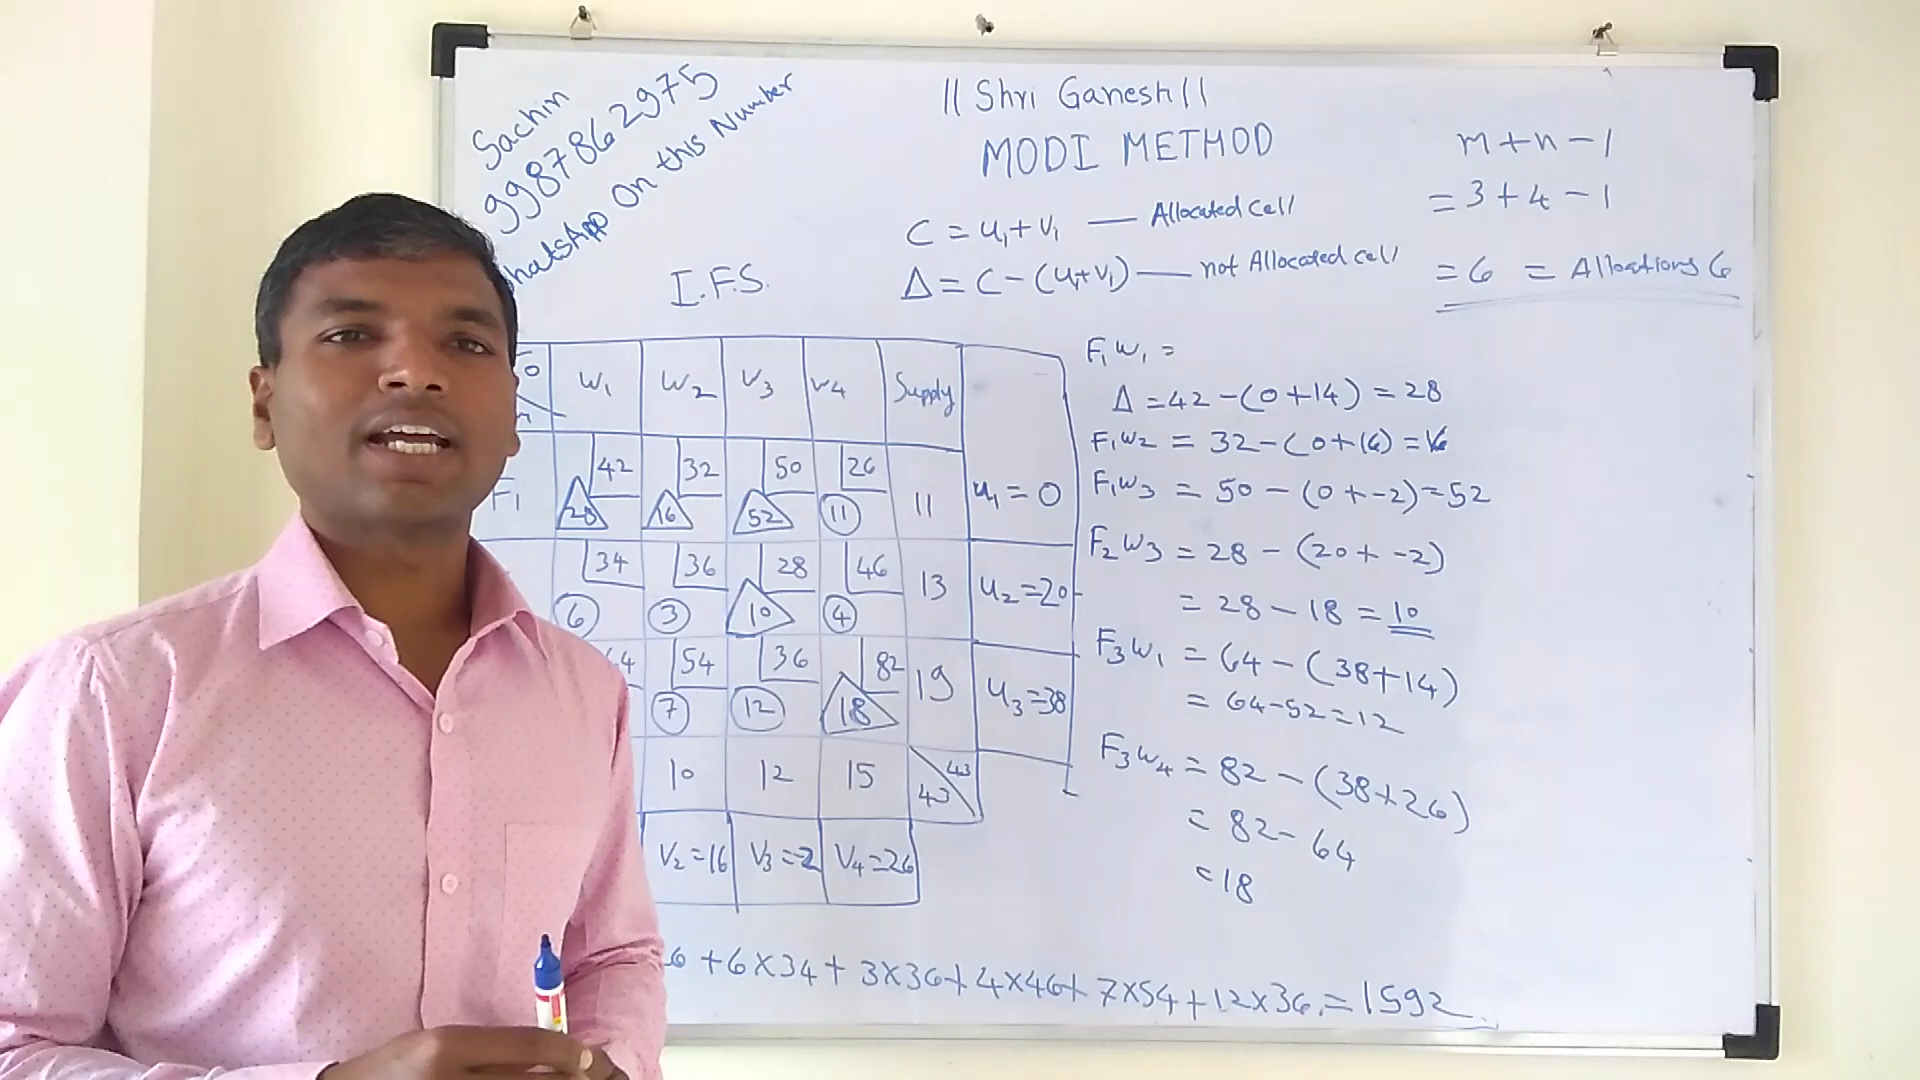 || Shri Ganesh ||
MODI METHOD
Sachin
9987862975
WhatsApp On this Number
I.F.S.
C = u₁+v₁ — Allocated cell
Δ = C - (u₁+v₁) — not Allocated cell
m+n-1
= 3+4-1
= 6 = Allocations 6
W₁ W₂ V₃ W₄ Supply
F₁ 42 32 50 26 11 u₁ = 0
28 16 52 11
34 36 28 46 13 u₂=20
6 3 10 4
64 54 36 82 19 u₃=38
7 12 18
10 12 15 43 43
V₂ =16 V₃ =-2 V₄=26
F₁W₁ =
Δ = 42 -(0+14) = 28
F₁W₂ = 32-(0+16) = 16
F₁W₃ = 50 - (0+-2) = 52
F₂W₃ = 28 - (20+-2)
= 28 - 18 = 10
F₃W₁ = 64 - (38+14)
= 64-52=12
F₃W₄ = 82 - (38+26)
= 82- 64
=18
+6×34+ 3×36+4×46+ 7×54+12×36 =1592